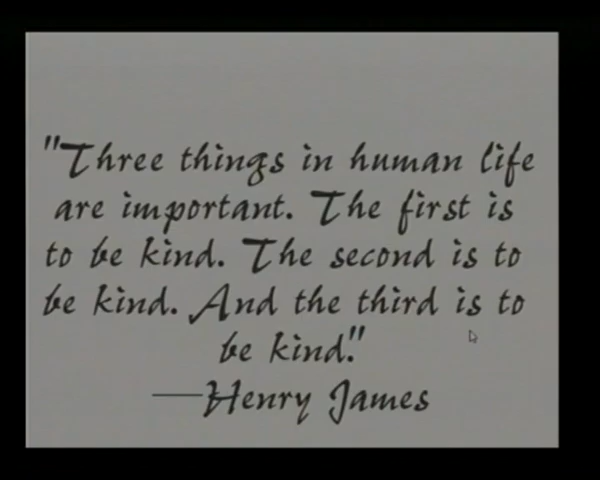 "Three things in human life
are important. The first is
to be kind. The second is to
be kind. And the third is to
be kind."
—Henry James